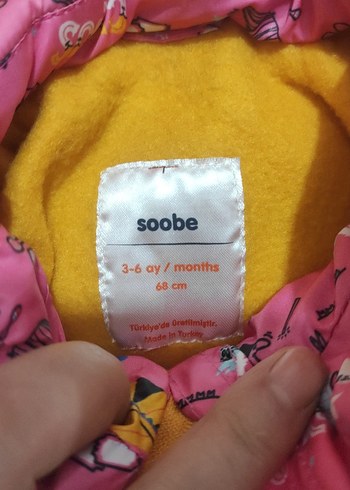 soobe
3-6 ay / months
68 cm
Türkiye'de üretilmiştir.
Made in Turkey